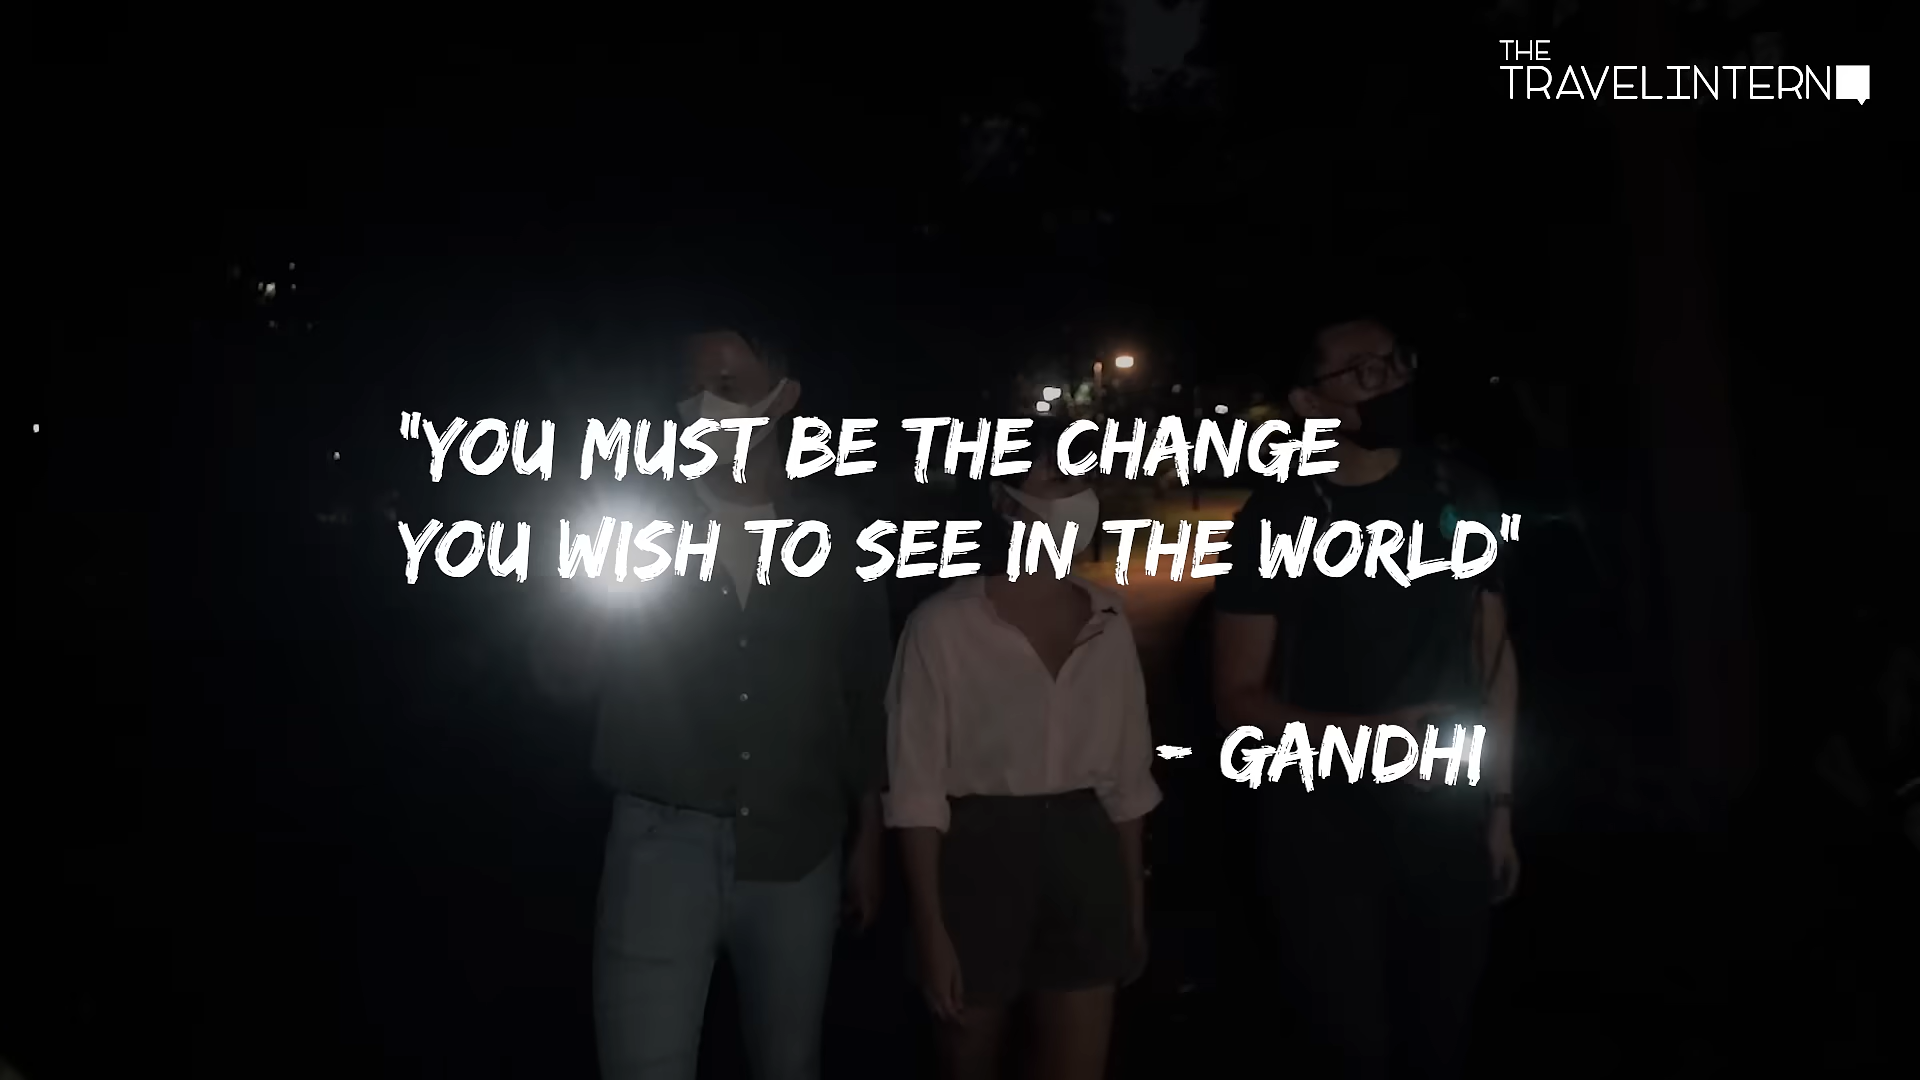 THE
TRAVELINTERN
"YOU MUST BE THE CHANGE
YOU WISH TO SEE IN THE WORLD"
- GANDHI